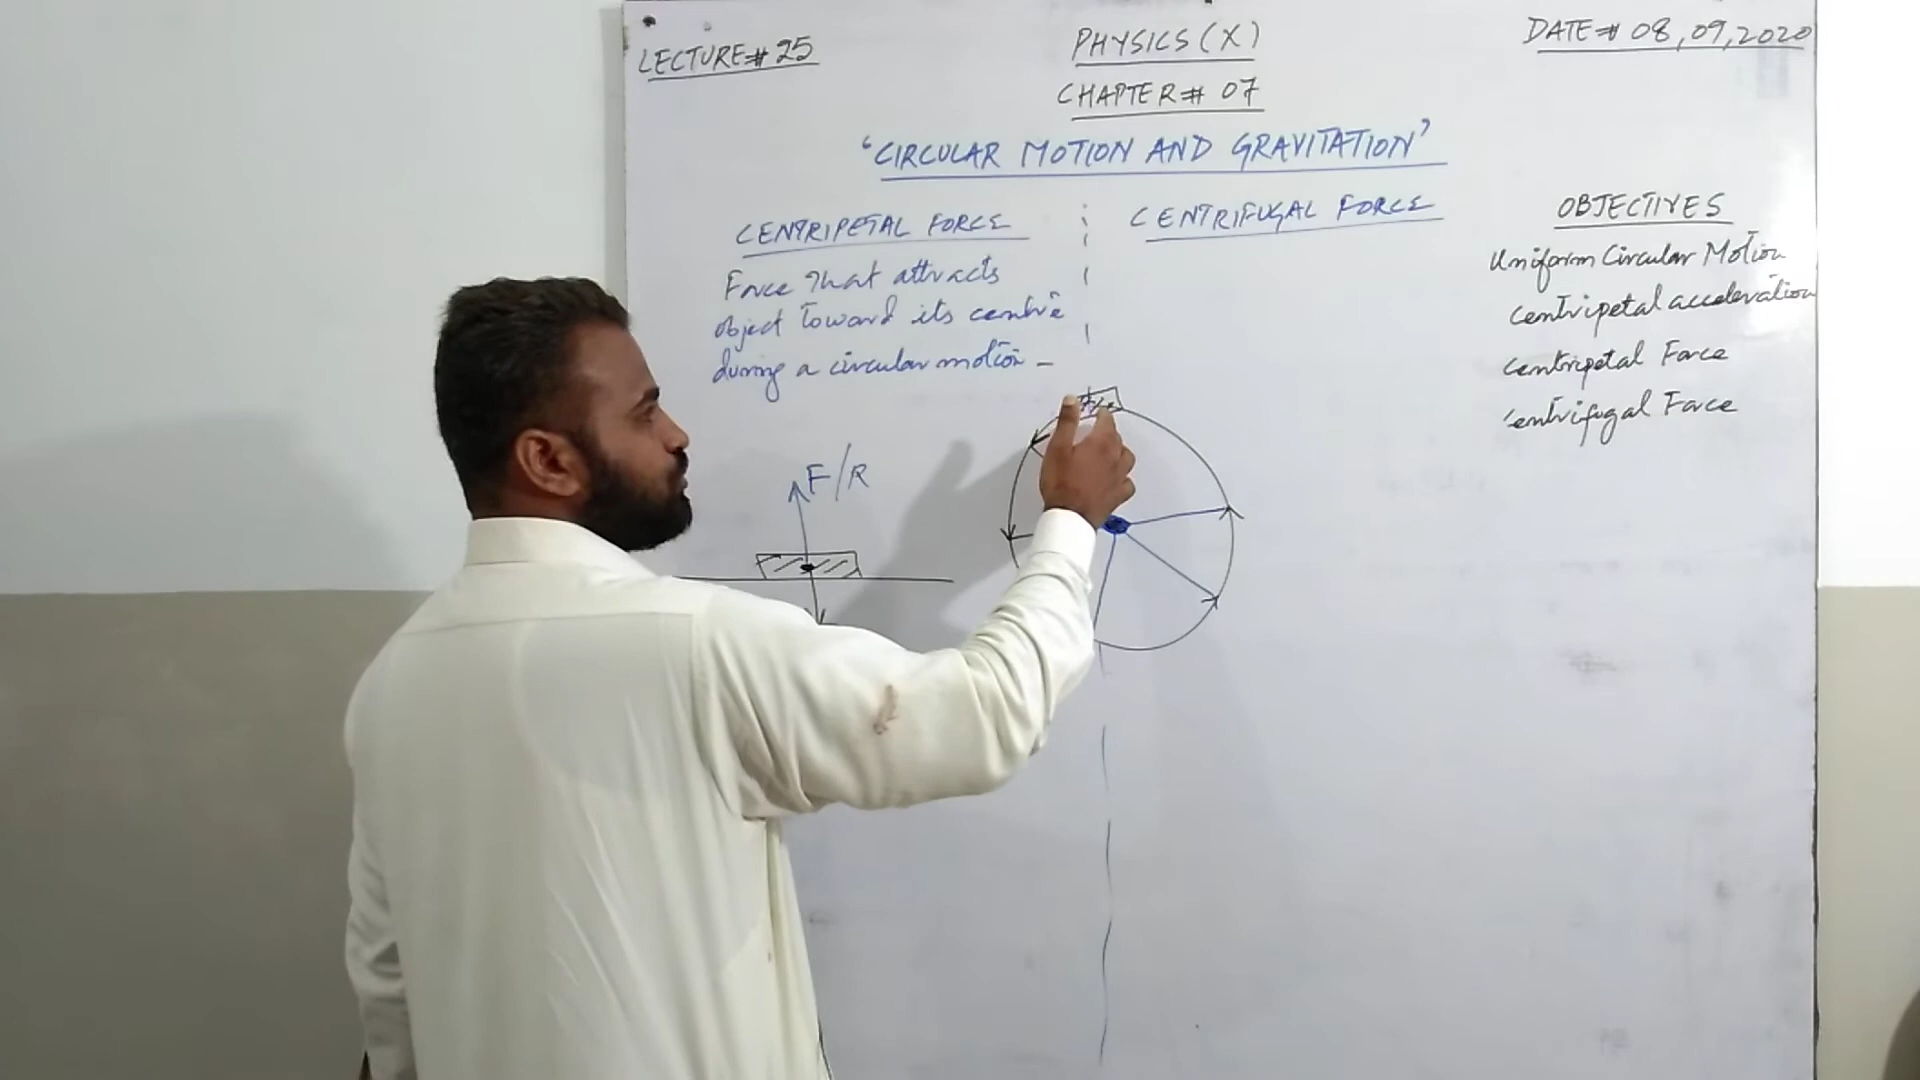 LECTURE# 25
PHYSICS (X)
DATE# 08,09,2020
CHAPTER# 07
'CIRCULAR MOTION AND GRAVITATION'
CENTRIPETAL FORCE
Force That attracts
object Toward its centre
during a circular motion -
F/R
CENTRIFUGAL FORCE
OBJECTIVES
Uniform Circular Motion
centripetal acceleration
centripetal Force
centrifugal Force